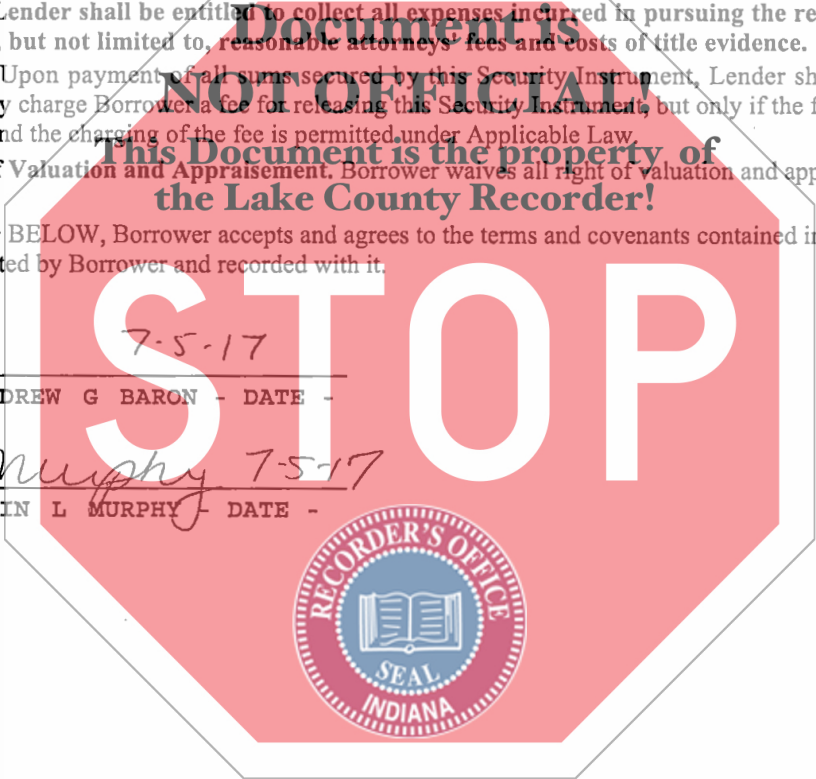 Lender shall be entitled to collect all expenses incurred in pursuing the re
, but not limited to, reasonable attorneys' fees and costs of title evidence.
Document is
Upon payment of all sums secured by this Security Instrument, Lender sh
y charge Borrower a fee for releasing this Security Instrument, but only if the f
NOT OFFICIAL!
nd the charging of the fee is permitted under Applicable Law.
This Document is the property of
f Valuation and Appraisement. Borrower waives all right of valuation and app
the Lake County Recorder!
BELOW, Borrower accepts and agrees to the terms and covenants contained i
ted by Borrower and recorded with it.
STOP
7-5-17
DREW G BARON - DATE -
Murphy 7-5-17
IN L MURPHY - DATE -
RECORDER'S OFFICE
SEAL
INDIANA